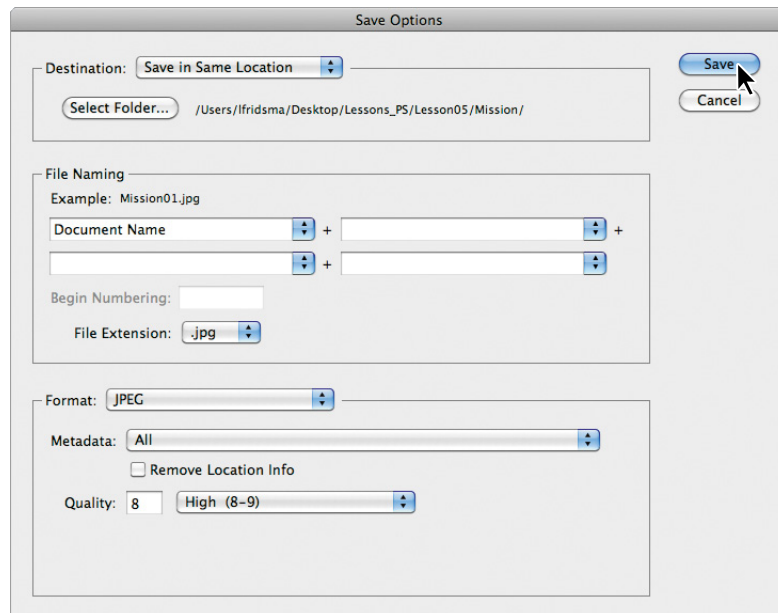 Save Options
Destination: Save in Same Location
Save
Select Folder... /Users/lfridsma/Desktop/Lessons_PS/Lesson05/Mission/
Cancel
File Naming
Example: Mission01.jpg
Document Name + +
+
Begin Numbering:
File Extension: .jpg
Format: JPEG
Metadata: All
Remove Location Info
Quality: 8 High (8–9)